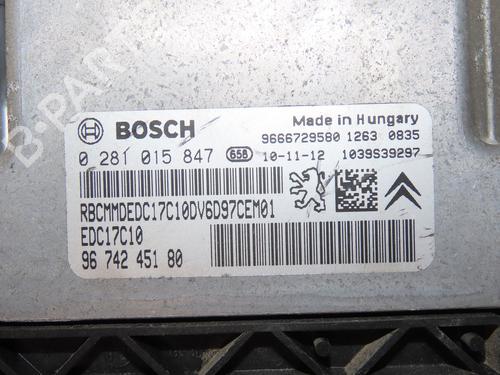 BOSCH
Made in Hungary
9666729580 1263 0835
0 281 015 847 658 10-11-12 1039S39297
RBCMMDEDC17C10DV6D97CEM01
EDC17C10
96 742 451 80
B-PARTS